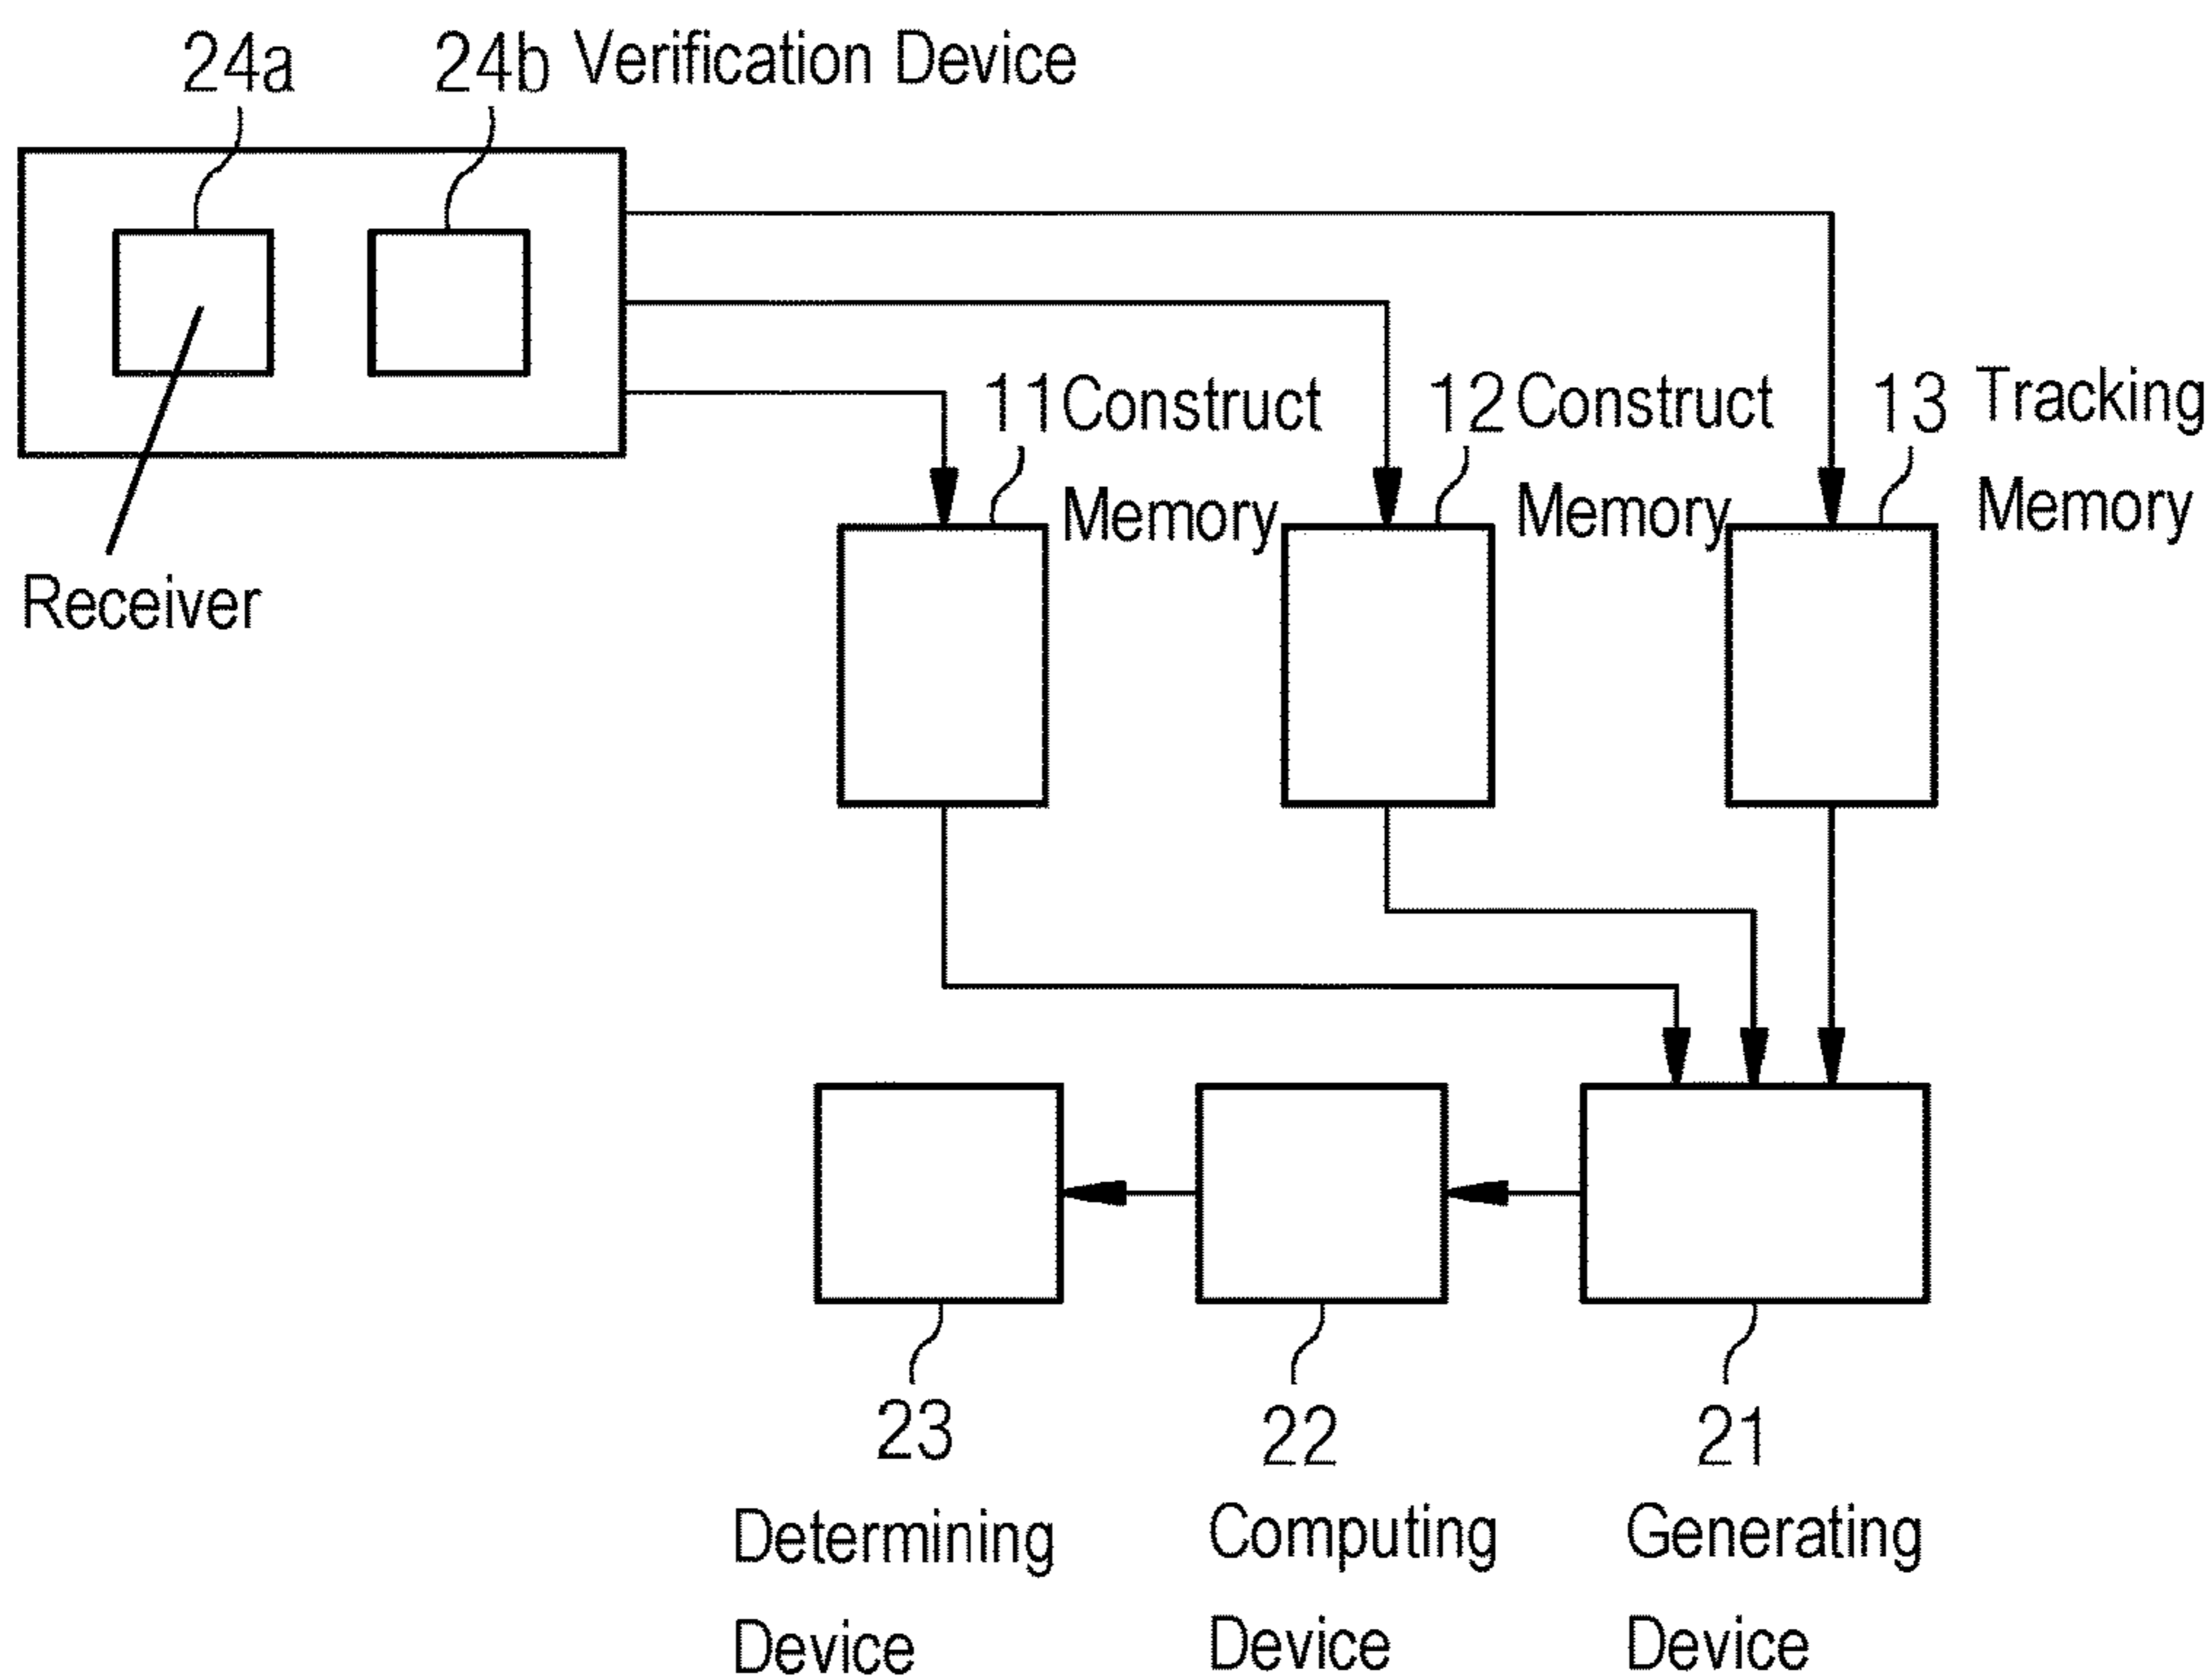 24a
24b Verification Device
11 Construct
Memory
12 Construct
Memory
13 Tracking
Memory
Receiver
23
Determining
Device
22
Computing
Device
21
Generating
Device